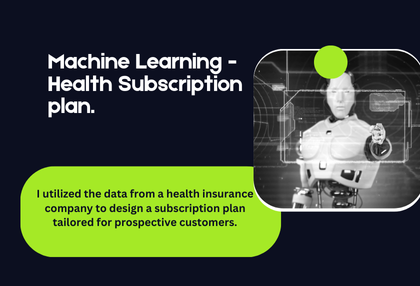 Machine Learning -
Health Subscription
plan.
I utilized the data from a health insurance
company to design a subscription plan
tailored for prospective customers.